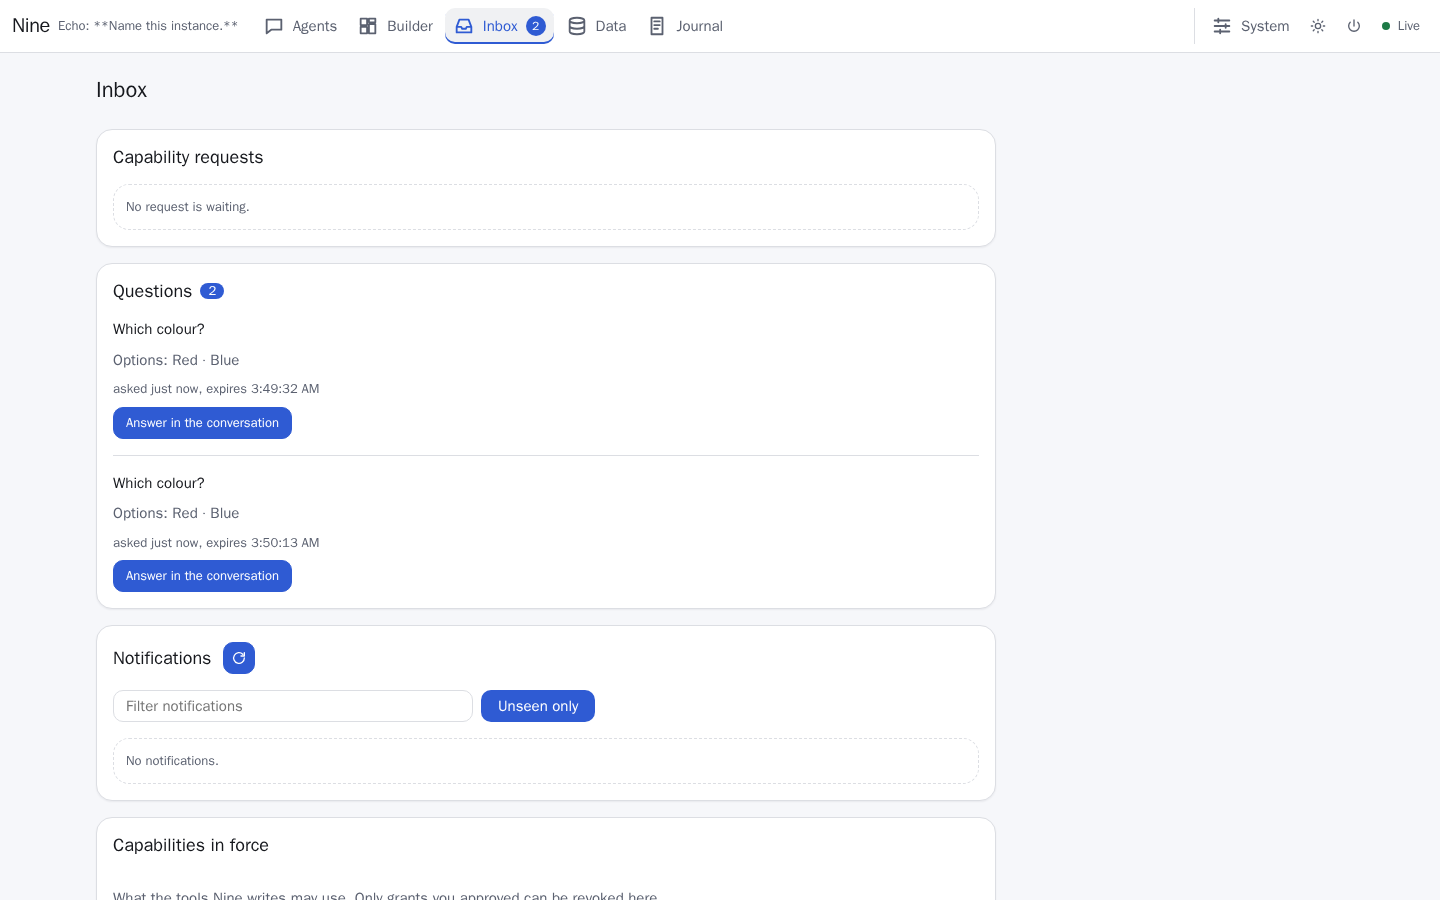 Nine Echo: **Name this instance.** Agents Builder Inbox 2 Data Journal System Live
Inbox
Capability requests
No request is waiting.
Questions 2
Which colour?
Options: Red · Blue
asked just now, expires 3:49:32 AM
Answer in the conversation
Which colour?
Options: Red · Blue
asked just now, expires 3:50:13 AM
Answer in the conversation
Notifications
Filter notifications Unseen only
No notifications.
Capabilities in force
What the tools Nine writes may use. Only grants you approved can be revoked here